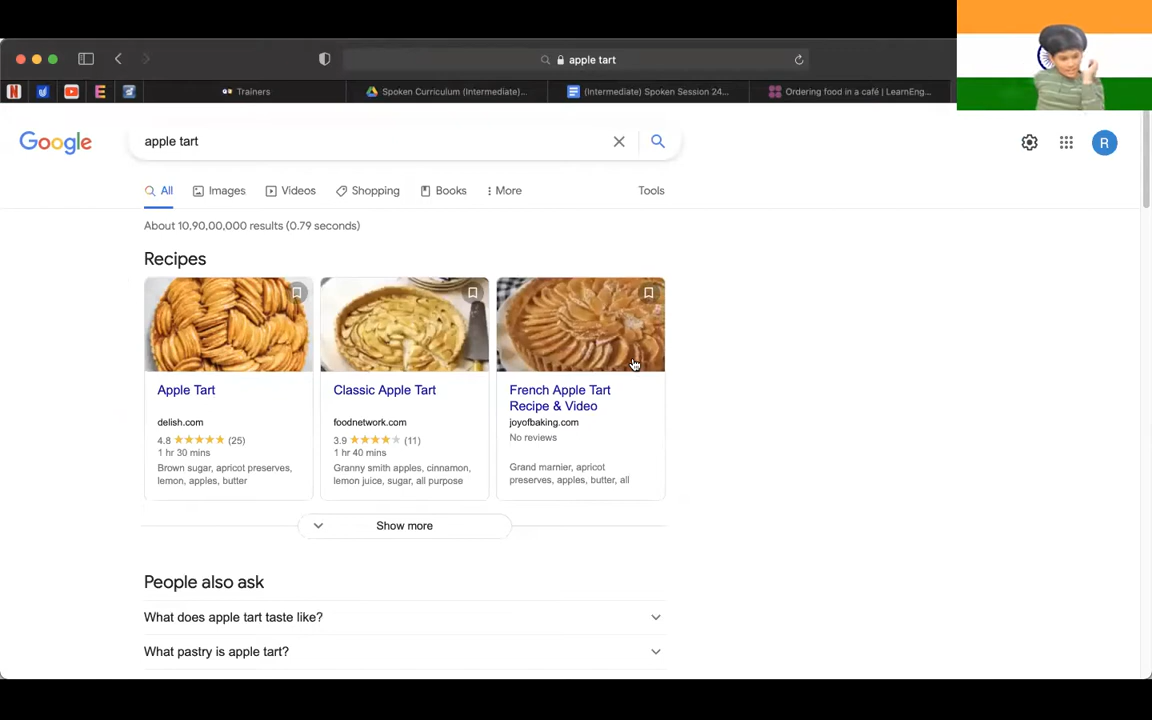 apple tart
Trainers
Spoken Curriculum (Intermediate)...
(Intermediate) Spoken Session 24...
Ordering food in a café | LearnEng...
Google
apple tart
R
All
Images
Videos
Shopping
Books
More
Tools
About 10,90,00,000 results (0.79 seconds)
Recipes
Apple Tart
delish.com
4.8 (25)
1 hr 30 mins
Brown sugar, apricot preserves,
lemon, apples, butter
Classic Apple Tart
foodnetwork.com
3.9 (11)
1 hr 40 mins
Granny smith apples, cinnamon,
lemon juice, sugar, all purpose
French Apple Tart
Recipe & Video
joyofbaking.com
No reviews
Grand marnier, apricot
preserves, apples, butter, all
Show more
People also ask
What does apple tart taste like?
What pastry is apple tart?